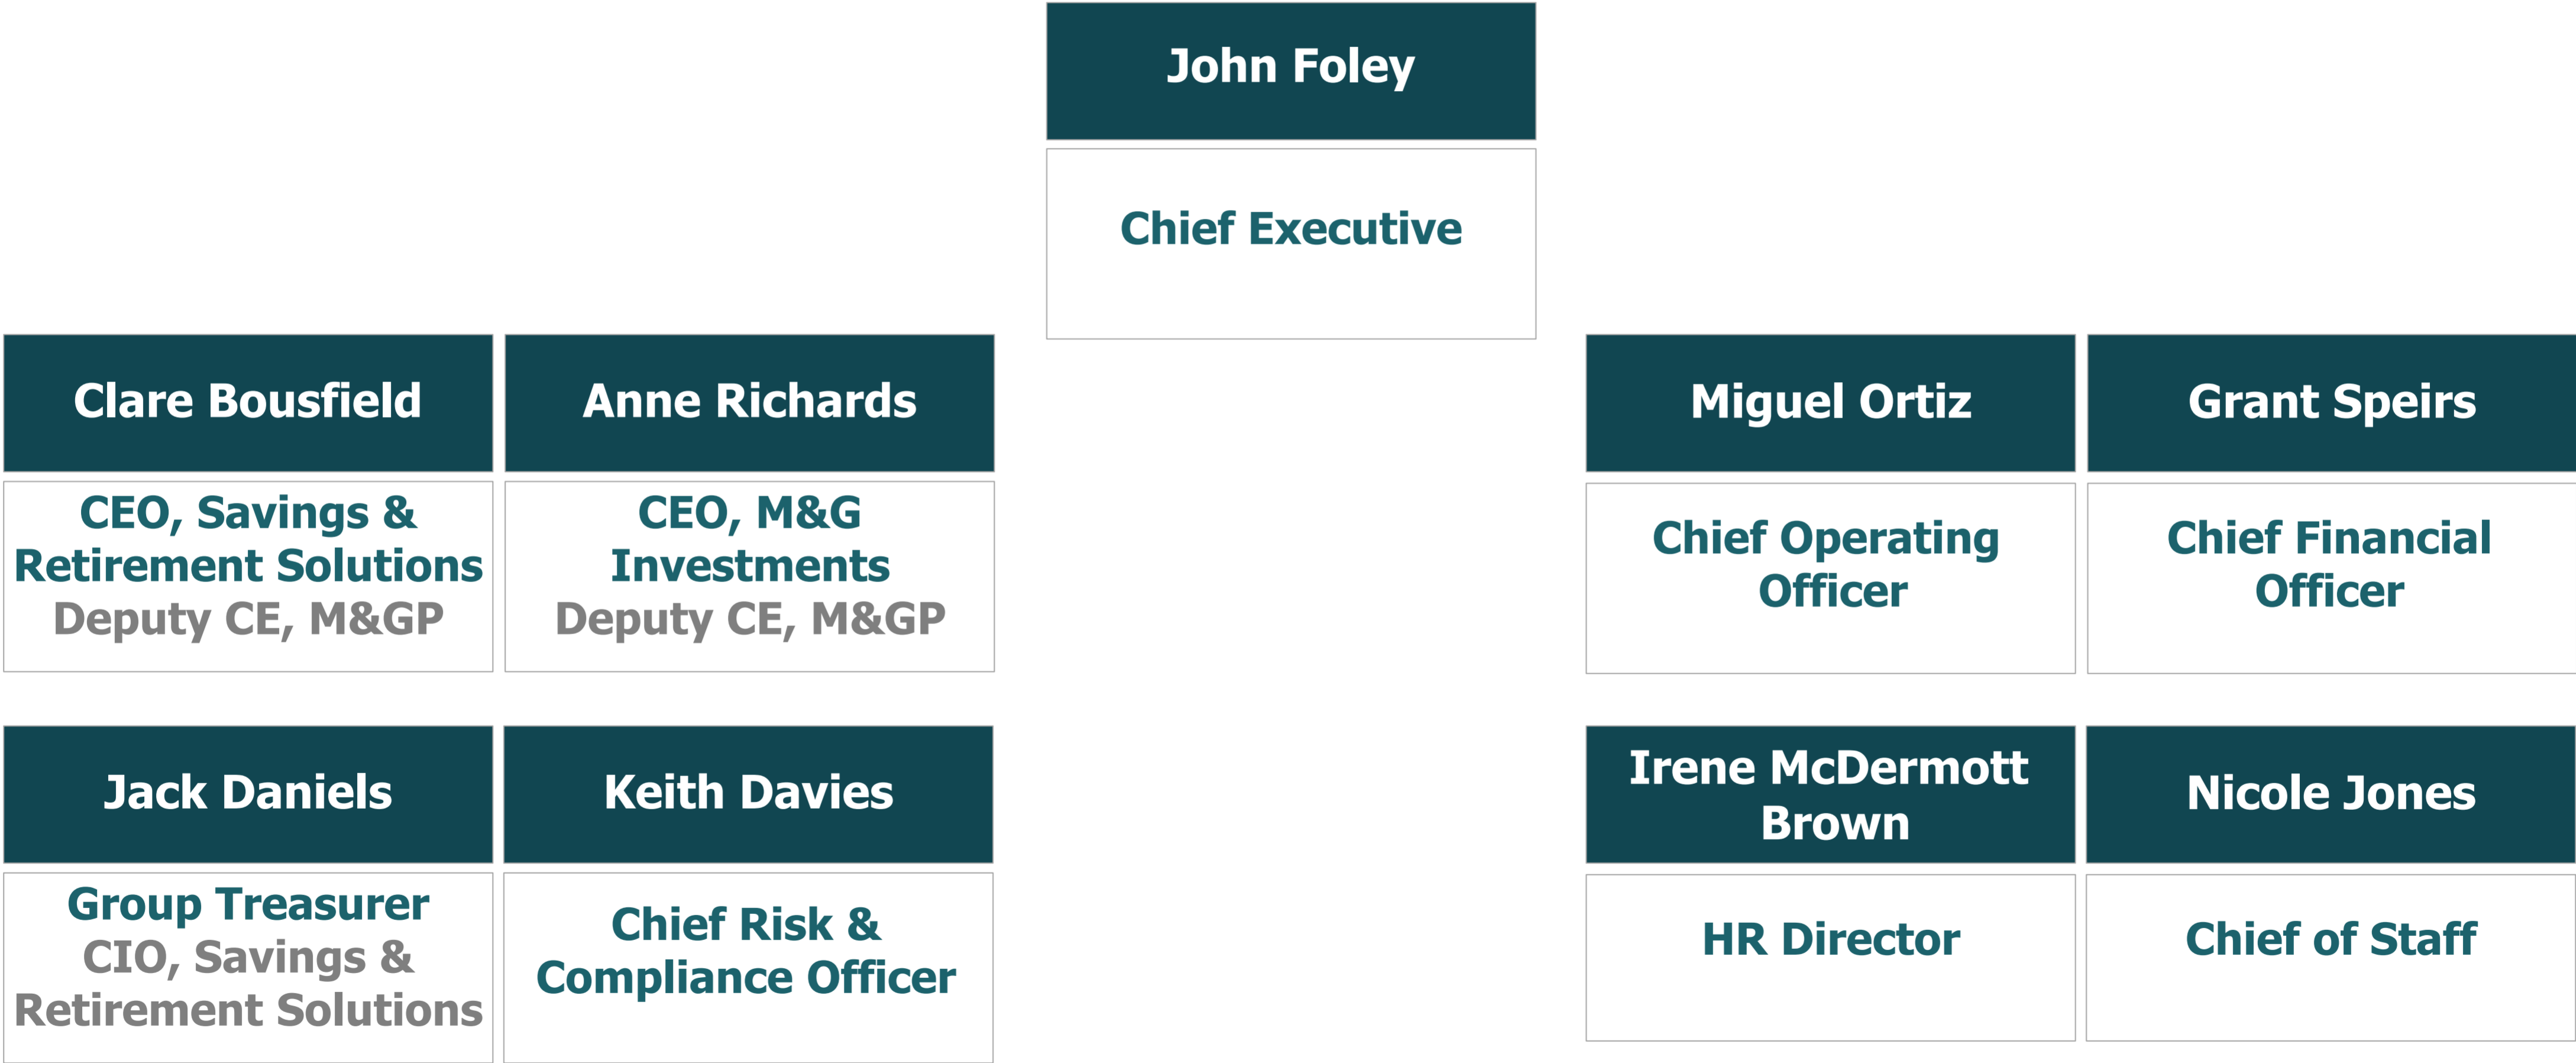 John Foley
Chief Executive
Clare Bousfield
CEO, Savings &
Retirement Solutions
Deputy CE, M&GP
Anne Richards
CEO, M&G
Investments
Deputy CE, M&GP
Miguel Ortiz
Chief Operating
Officer
Grant Speirs
Chief Financial
Officer
Jack Daniels
Group Treasurer
CIO, Savings &
Retirement Solutions
Keith Davies
Chief Risk &
Compliance Officer
Irene McDermott
Brown
HR Director
Nicole Jones
Chief of Staff